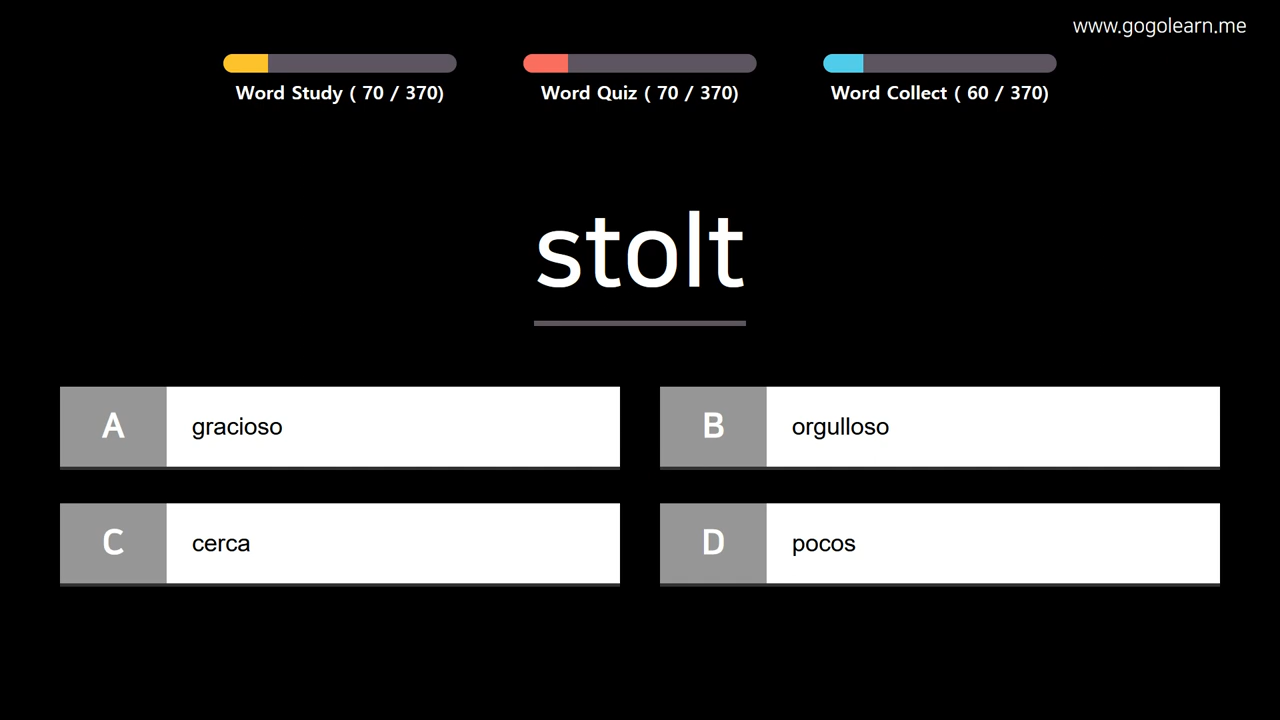 www.gogolearn.me
Word Study ( 70 / 370)
Word Quiz ( 70 / 370)
Word Collect ( 60 / 370)
stolt
A gracioso
B orgulloso
C cerca
D pocos